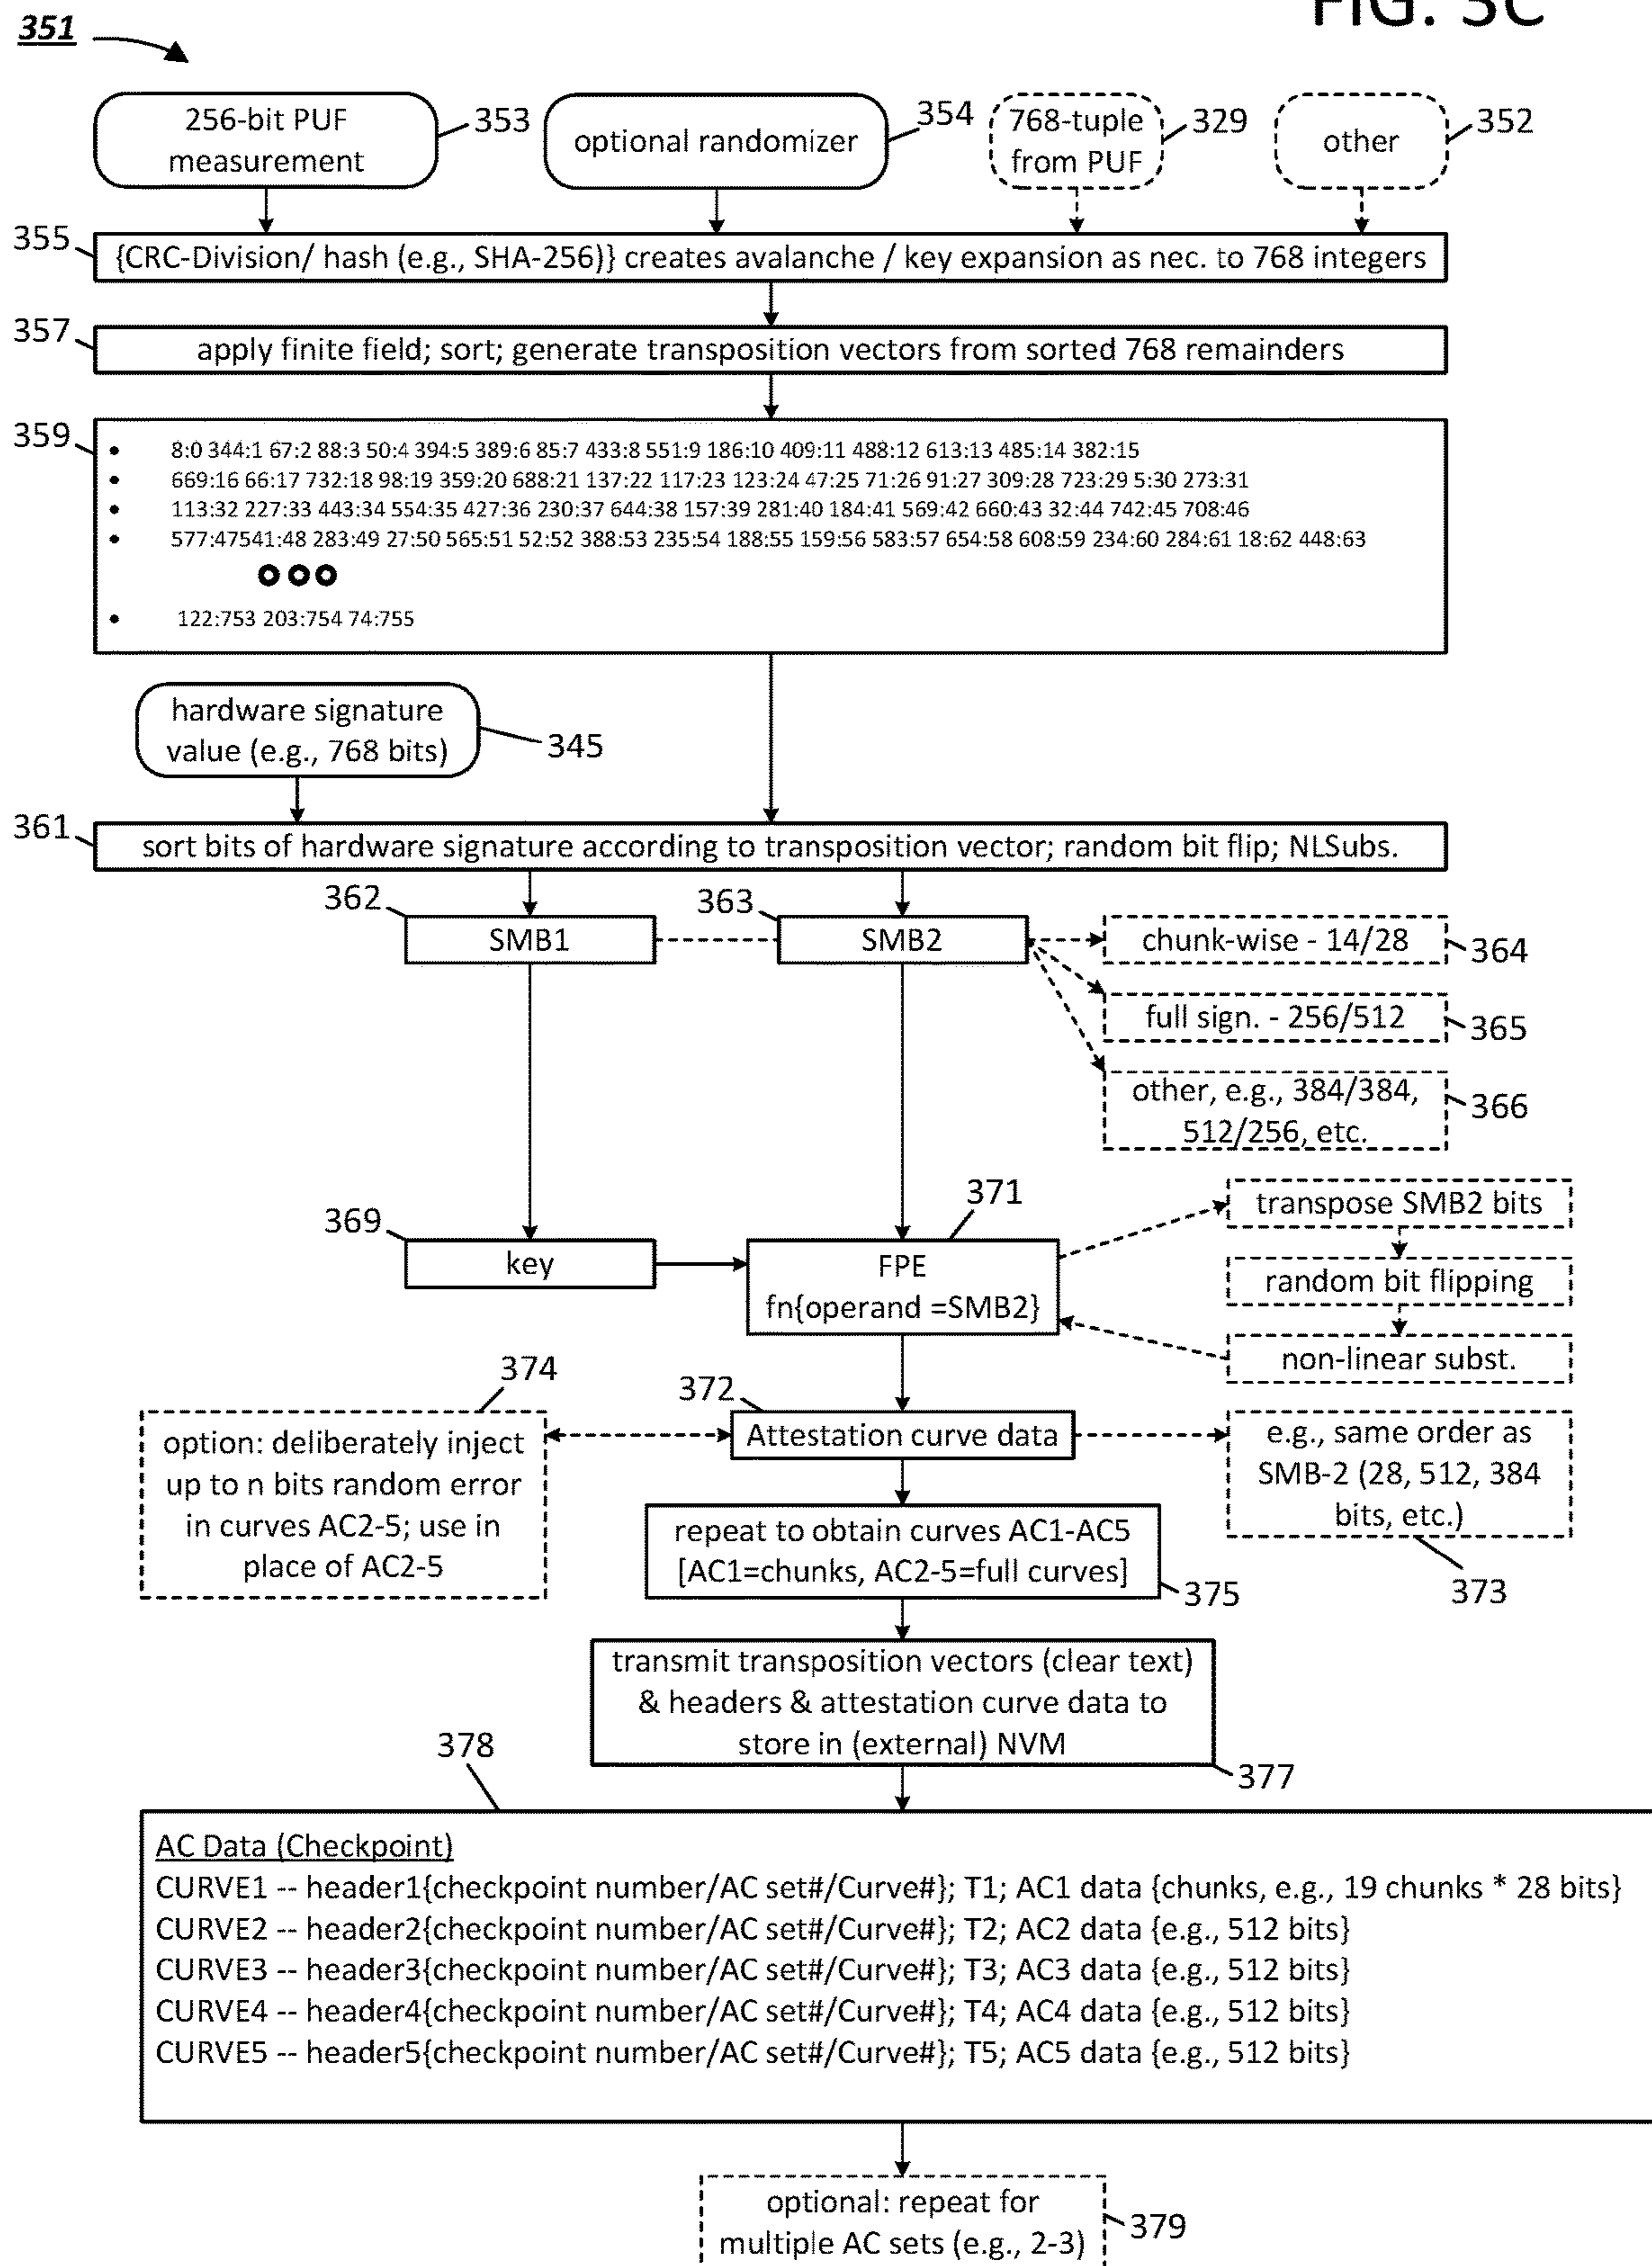 FIG. 3C
351
256-bit PUF
measurement
353
optional randomizer
354
768-tuple
from PUF
329
other
352
355
{CRC-Division/ hash (e.g., SHA-256)} creates avalanche / key expansion as nec. to 768 integers
357
apply finite field; sort; generate transposition vectors from sorted 768 remainders
359
• 8:0 344:1 67:2 88:3 50:4 394:5 389:6 85:7 433:8 551:9 186:10 409:11 488:12 613:13 485:14 382:15
• 669:16 66:17 732:18 98:19 359:20 688:21 137:22 117:23 123:24 47:25 71:26 91:27 309:28 723:29 5:30 273:31
• 113:32 227:33 443:34 554:35 427:36 230:37 644:38 157:39 281:40 184:41 569:42 660:43 32:44 742:45 708:46
• 577:47541:48 283:49 27:50 565:51 52:52 388:53 235:54 188:55 159:56 583:57 654:58 608:59 234:60 284:61 18:62 448:63
• 122:753 203:754 74:755
hardware signature
value (e.g., 768 bits)
345
361
sort bits of hardware signature according to transposition vector; random bit flip; NLSubs.
362
SMB1
363
SMB2
chunk-wise - 14/28
364
full sign. - 256/512
365
other, e.g., 384/384,
512/256, etc.
366
369
key
371
FPE
fn{operand =SMB2}
transpose SMB2 bits
random bit flipping
non-linear subst.
374
option: deliberately inject
up to n bits random error
in curves AC2-5; use in
place of AC2-5
372
Attestation curve data
e.g., same order as
SMB-2 (28, 512, 384
bits, etc.)
373
repeat to obtain curves AC1-AC5
[AC1=chunks, AC2-5=full curves]
375
transmit transposition vectors (clear text)
& headers & attestation curve data to
store in (external) NVM
377
378
AC Data (Checkpoint)
CURVE1 -- header1{checkpoint number/AC set#/Curve#}; T1; AC1 data {chunks, e.g., 19 chunks * 28 bits}
CURVE2 -- header2{checkpoint number/AC set#/Curve#}; T2; AC2 data {e.g., 512 bits}
CURVE3 -- header3{checkpoint number/AC set#/Curve#}; T3; AC3 data {e.g., 512 bits}
CURVE4 -- header4{checkpoint number/AC set#/Curve#}; T4; AC4 data {e.g., 512 bits}
CURVE5 -- header5{checkpoint number/AC set#/Curve#}; T5; AC5 data {e.g., 512 bits}
optional: repeat for
multiple AC sets (e.g., 2-3)
379